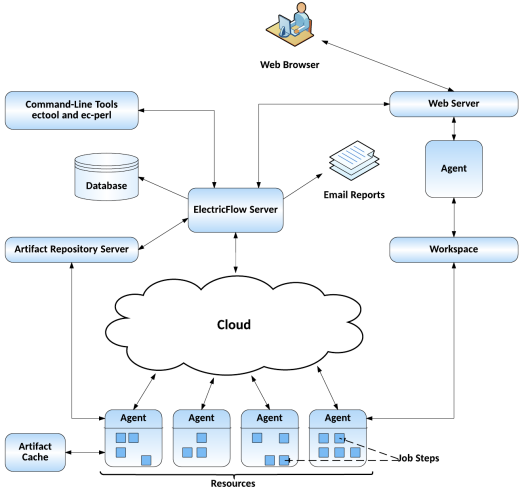 Web Browser
Command-Line Tools
ectool and ec-perl
Web Server
Database
Agent
Email Reports
ElectricFlow Server
Artifact Repository Server
Workspace
Cloud
Agent
Agent
Agent
Agent
Artifact
Cache
Job Steps
Resources